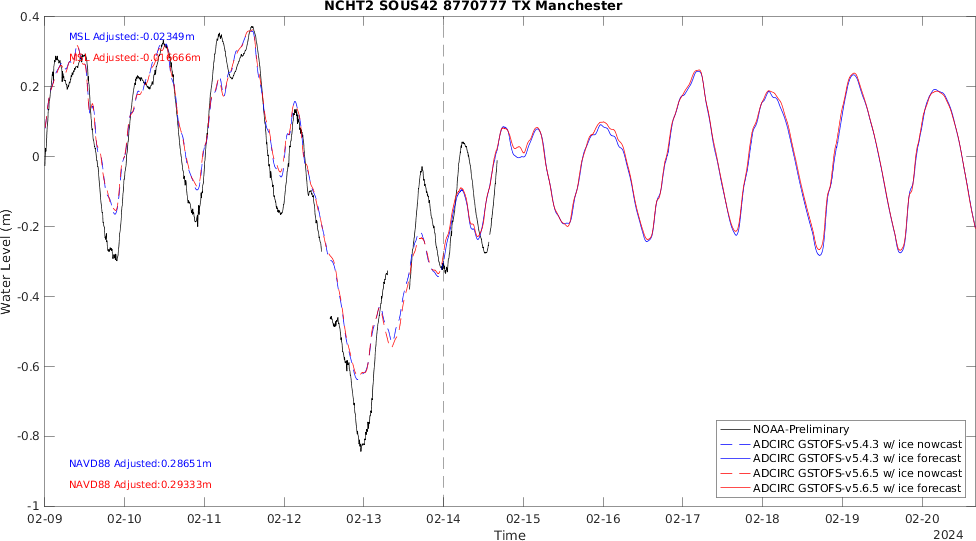 NCHT2 SOUS42 8770777 TX Manchester
MSL Adjusted:-0.02349m
MSL Adjusted:-0.016666m
NAVD88 Adjusted:0.28651m
NAVD88 Adjusted:0.29333m
Water Level (m)
0.4
0.2
0
-0.2
-0.4
-0.6
-0.8
-1
NOAA-Preliminary
ADCIRC GSTOFS-v5.4.3 w/ ice nowcast
ADCIRC GSTOFS-v5.4.3 w/ ice forecast
ADCIRC GSTOFS-v5.6.5 w/ ice nowcast
ADCIRC GSTOFS-v5.6.5 w/ ice forecast
02-09 02-10 02-11 02-12 02-13 02-14 02-15 02-16 02-17 02-18 02-19 02-20
Time
2024